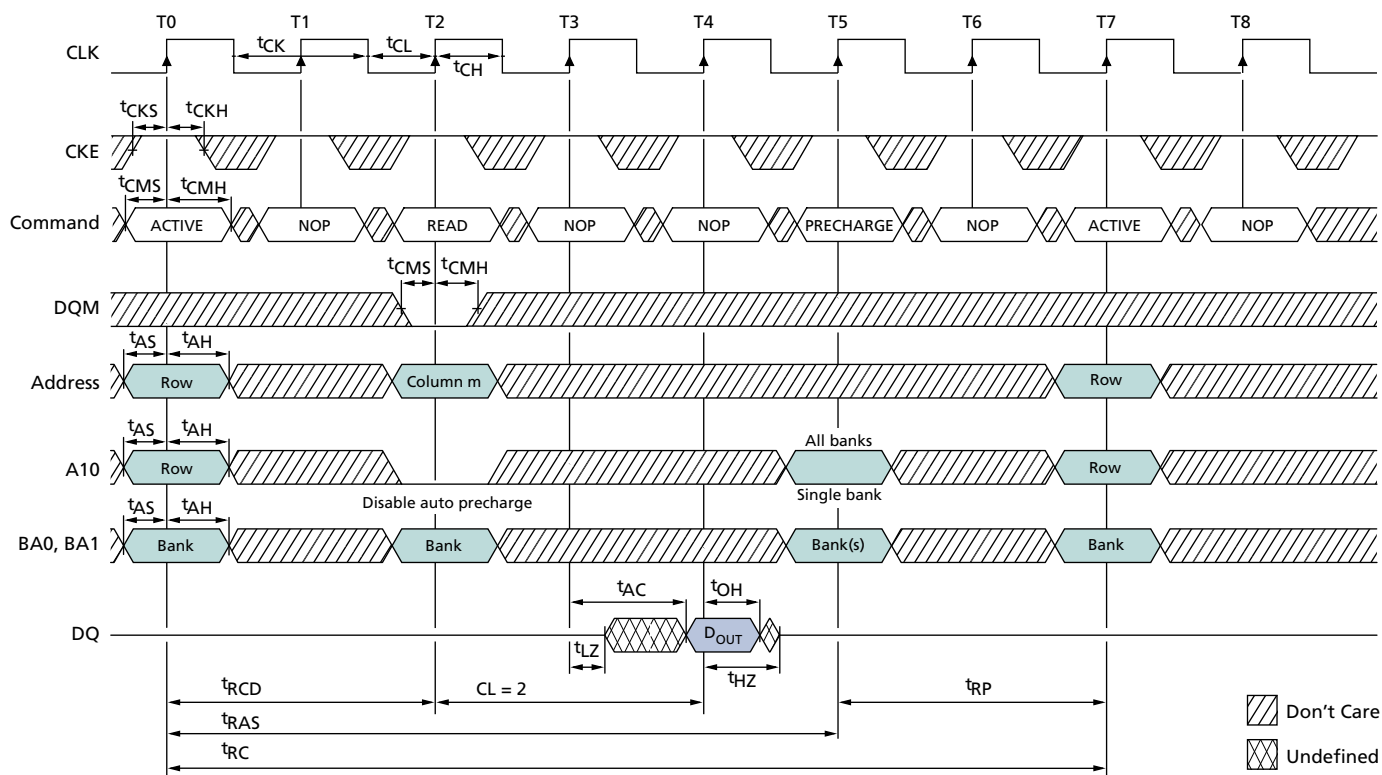 T0 T1 T2 T3 T4 T5 T6 T7 T8
CLK tCK tCL tCH
tCKS tCKH
CKE
tCMS tCMH
Command ACTIVE NOP READ NOP NOP PRECHARGE NOP ACTIVE NOP
tCMS tCMH
DQM
tAS tAH
Address Row Column m Row
tAS tAH All banks
A10 Row Row
Disable auto precharge Single bank
tAS tAH
BA0, BA1 Bank Bank Bank(s) Bank
tAC tOH
DQ DOUT
tLZ tHZ
tRCD CL = 2 tRP
tRAS
tRC
Don't Care
Undefined